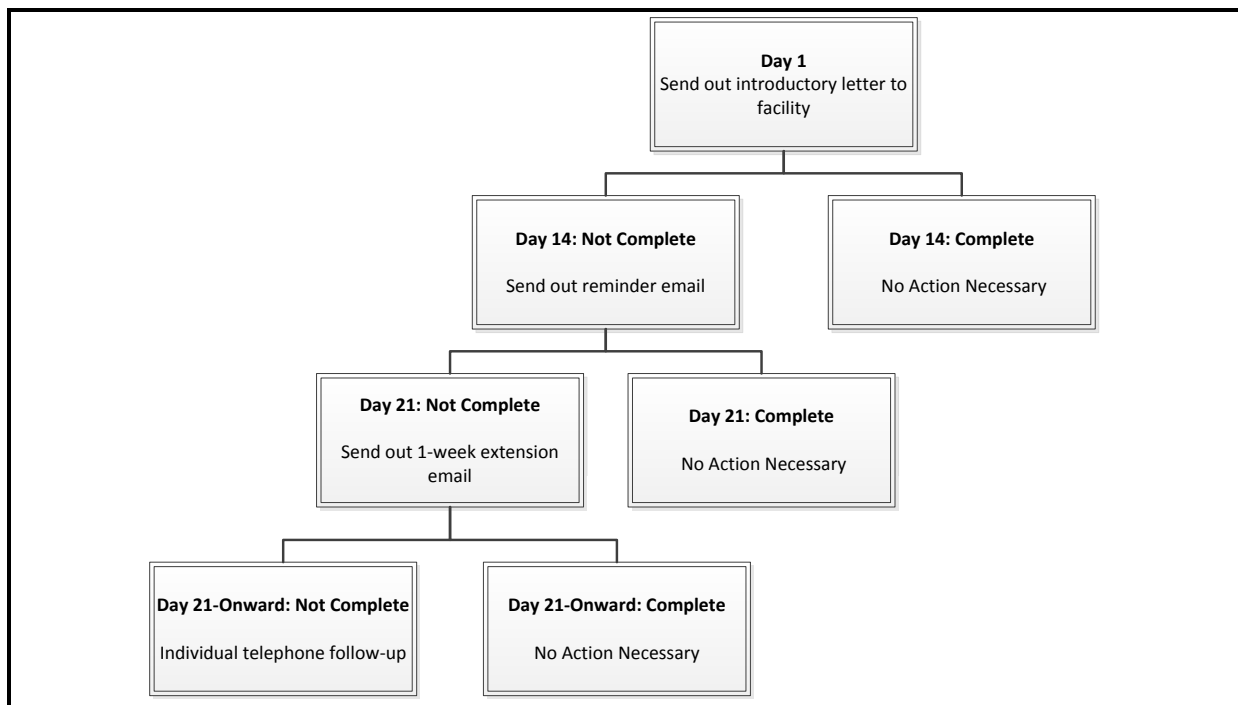 Day 1
Send out introductory letter to
facility
Day 14: Not Complete
Send out reminder email
Day 14: Complete
No Action Necessary
Day 21: Not Complete
Send out 1-week extension
email
Day 21: Complete
No Action Necessary
Day 21-Onward: Not Complete
Individual telephone follow-up
Day 21-Onward: Complete
No Action Necessary